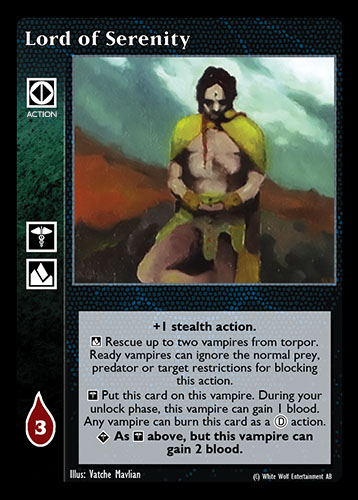 Lord of Serenity
ACTION
+1 stealth action.
Rescue up to two vampires from torpor.
Ready vampires can ignore the normal prey,
predator or target restrictions for blocking
this action.
Put this card on this vampire. During your
unlock phase, this vampire can gain 1 blood.
Any vampire can burn this card as a D action.
As above, but this vampire can
gain 2 blood.
3
Illus: Vatche Mavlian
(C) White Wolf Entertainment AB